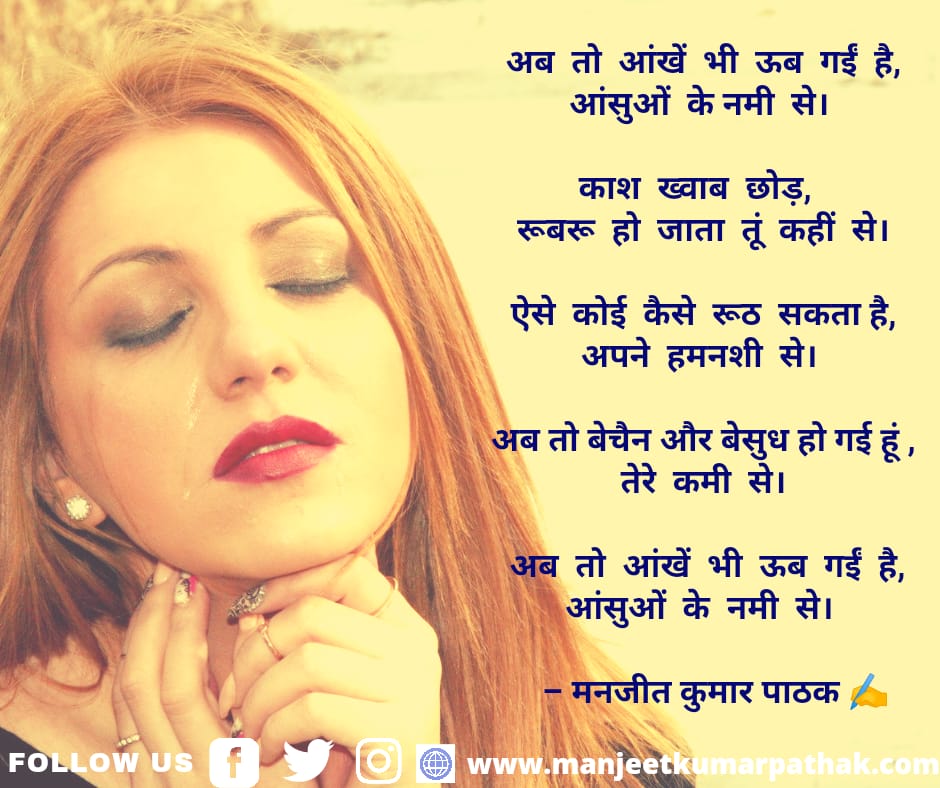 अब तो आंखें भी ऊब गईं है,
आंसुओं के नमी से।
काश ख्वाब छोड़,
रूबरू हो जाता तूं कहीं से।
ऐसे कोई कैसे रूठ सकता है,
अपने हमनशी से।
अब तो बेचैन और बेसुध हो गई हूं ,
तेरे कमी से।
अब तो आंखें भी ऊब गईं है,
आंसुओं के नमी से।
– मनजीत कुमार पाठक ✍️
FOLLOW US www.manjeetkumarpathak.com